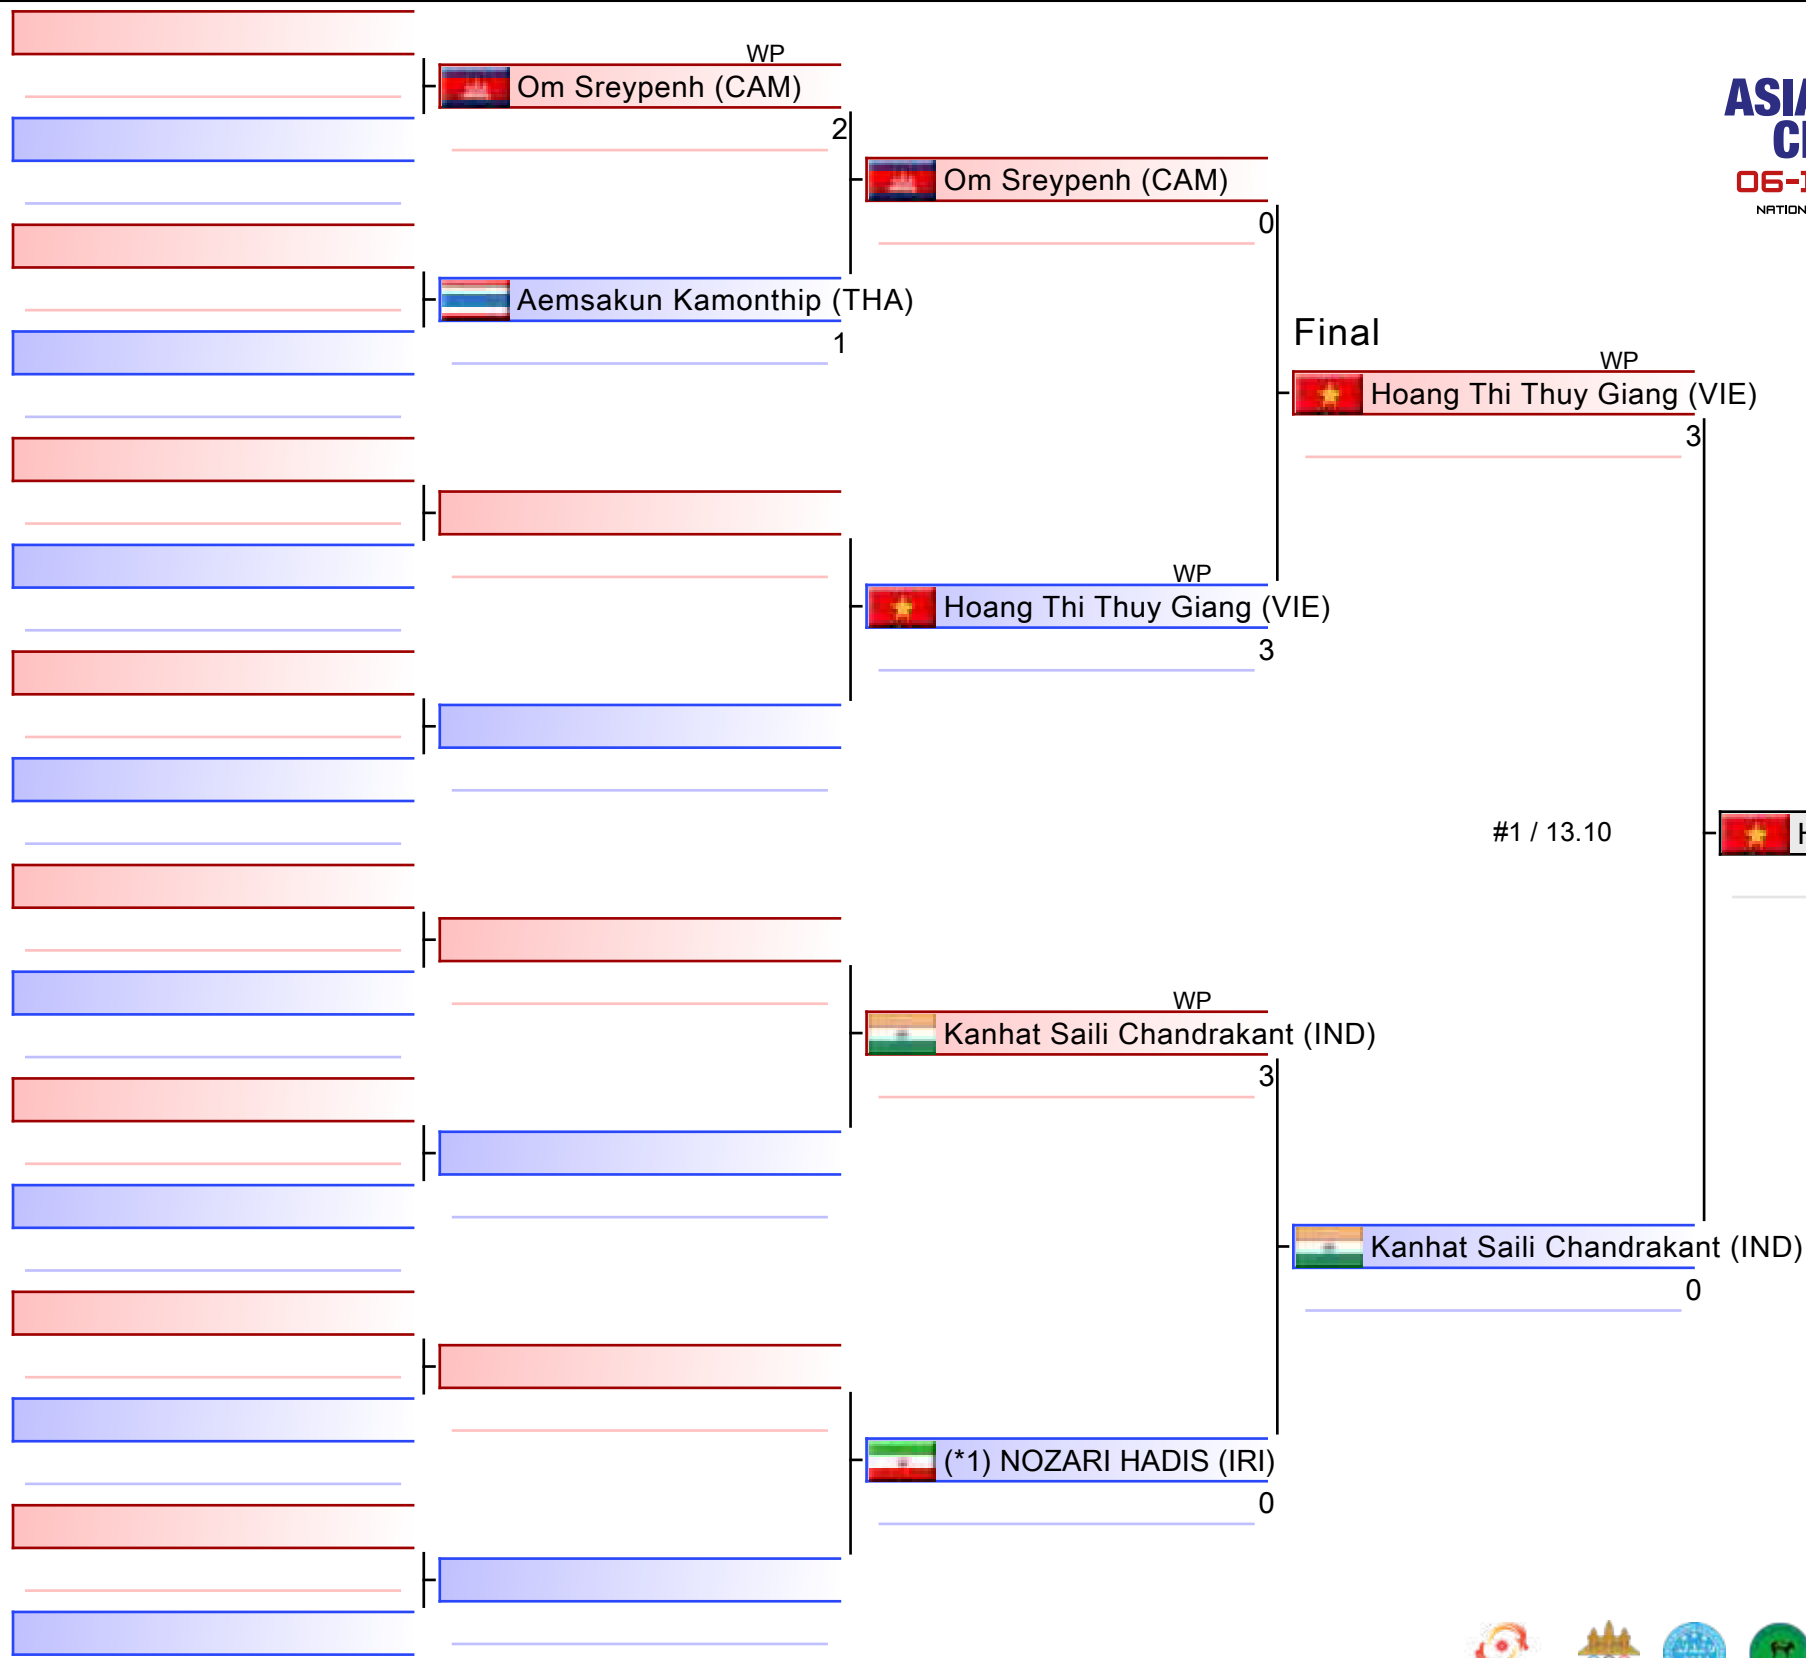 WP
Om Sreypenh (CAM)
2
Om Sreypenh (CAM)
0
Aemsakun Kamonthip (THA)
1
Final
WP
Hoang Thi Thuy Giang (VIE)
3
WP
Hoang Thi Thuy Giang (VIE)
3
#1 / 13.10
WP
Kanhat Saili Chandrakant (IND)
3
Kanhat Saili Chandrakant (IND)
0
(*1) NOZARI HADIS (IRI)
0